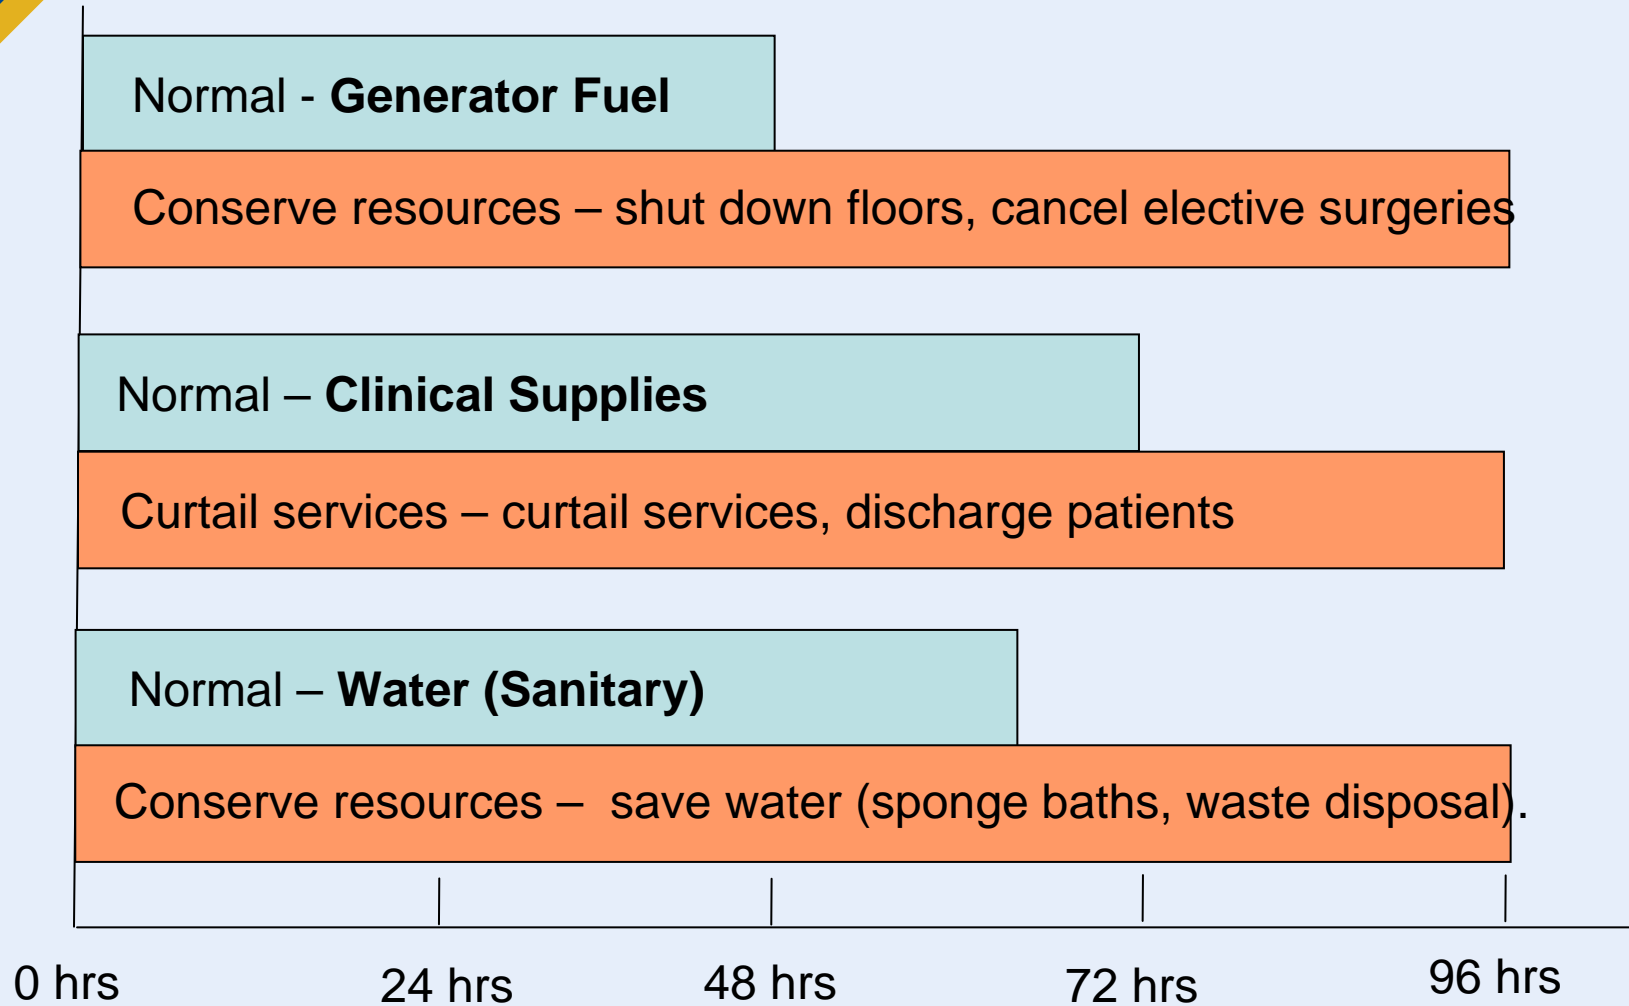 Normal - Generator Fuel
Conserve resources – shut down floors, cancel elective surgeries
Normal – Clinical Supplies
Curtail services – curtail services, discharge patients
Normal – Water (Sanitary)
Conserve resources –  save water (sponge baths, waste disposal).
0 hrs
24 hrs
48 hrs
72 hrs
96 hrs